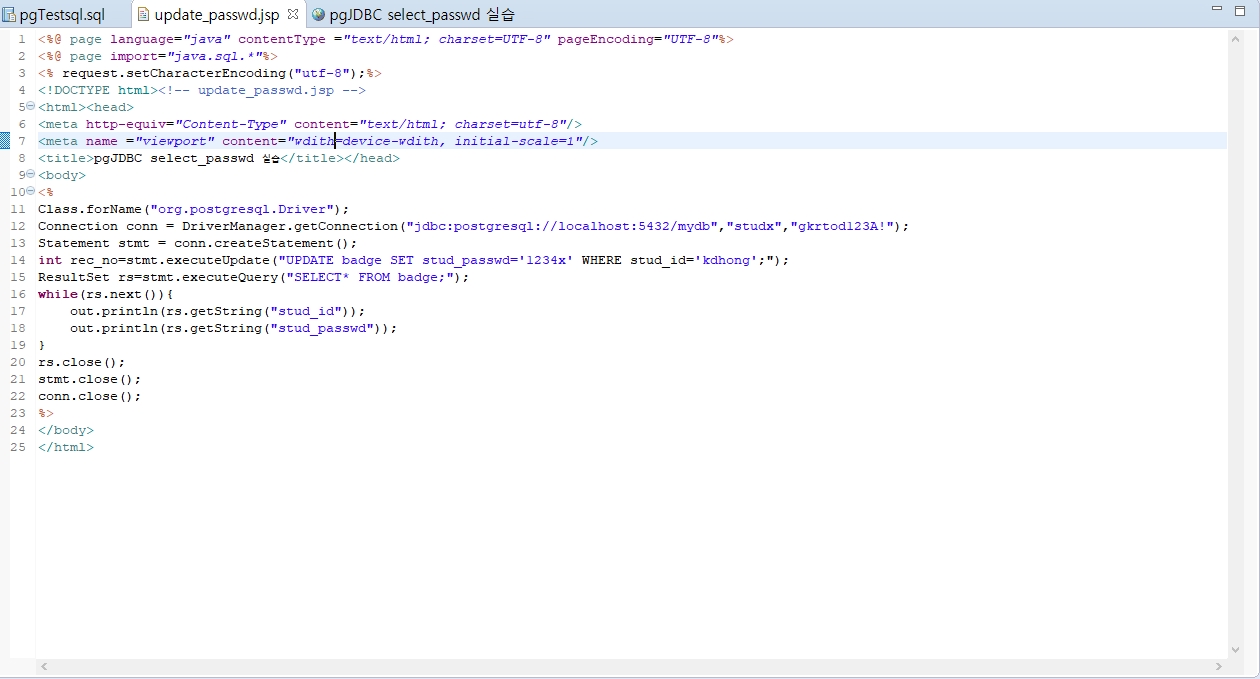 pgTestsql.sql update_passwd.jsp pgJDBC select_passwd 실습
1 <%@ page language="java" contentType ="text/html; charset=UTF-8" pageEncoding="UTF-8"%>
2 <%@ page import="java.sql.*"%>
3 <% request.setCharacterEncoding("utf-8");%>
4 <!DOCTYPE html><!-- update_passwd.jsp -->
5 <html><head>
6 <meta http-equiv="Content-Type" content="text/html; charset=utf-8"/>
7 <meta name ="viewport" content="wdith=device-wdith, initial-scale=1"/>
8 <title>pgJDBC select_passwd 실습</title></head>
9 <body>
10 <%
11 Class.forName("org.postgresql.Driver");
12 Connection conn = DriverManager.getConnection("jdbc:postgresql://localhost:5432/mydb","studx","gkrtod123A!");
13 Statement stmt = conn.createStatement();
14 int rec_no=stmt.executeUpdate("UPDATE badge SET stud_passwd='1234x' WHERE stud_id='kdhong';");
15 ResultSet rs=stmt.executeQuery("SELECT* FROM badge;");
16 while(rs.next()){
17 out.println(rs.getString("stud_id"));
18 out.println(rs.getString("stud_passwd"));
19 }
20 rs.close();
21 stmt.close();
22 conn.close();
23 %>
24 </body>
25 </html>